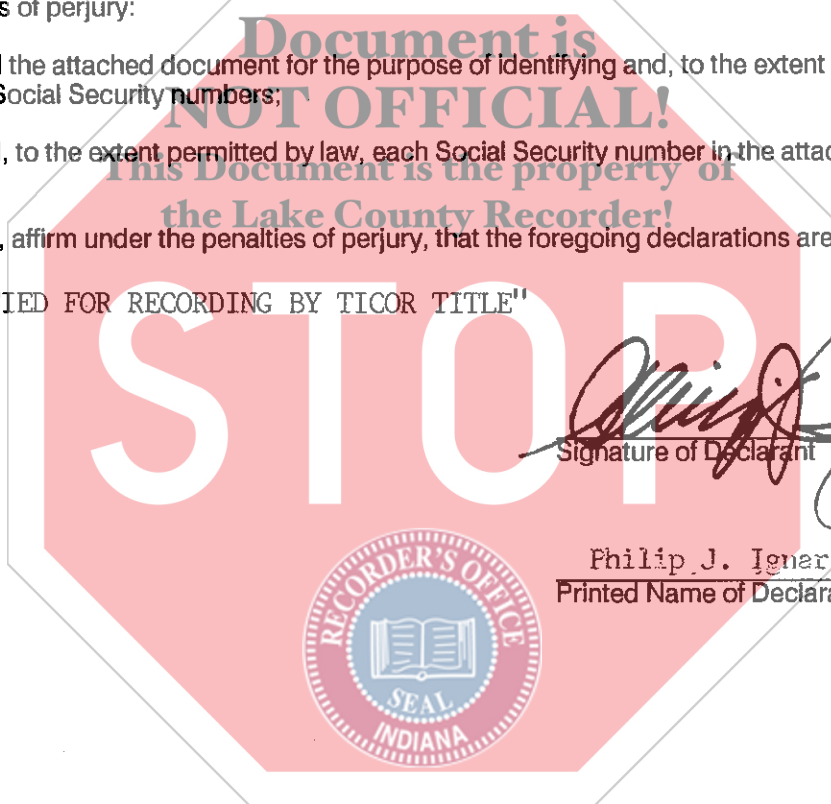 s of perjury:
Document is
the attached document for the purpose of identifying and, to the extent
Social Security numbers;
NOT OFFICIAL!
, to the extent permitted by law, each Social Security number in the attac
This Document is the property of
the Lake County Recorder!
, affirm under the penalties of perjury, that the foregoing declarations are
IED FOR RECORDING BY TICOR TITLE"
STOP
Signature of Declarant
Philip J. Ignar
Printed Name of Declara
RECORDER'S OFFICE
SEAL
INDIANA